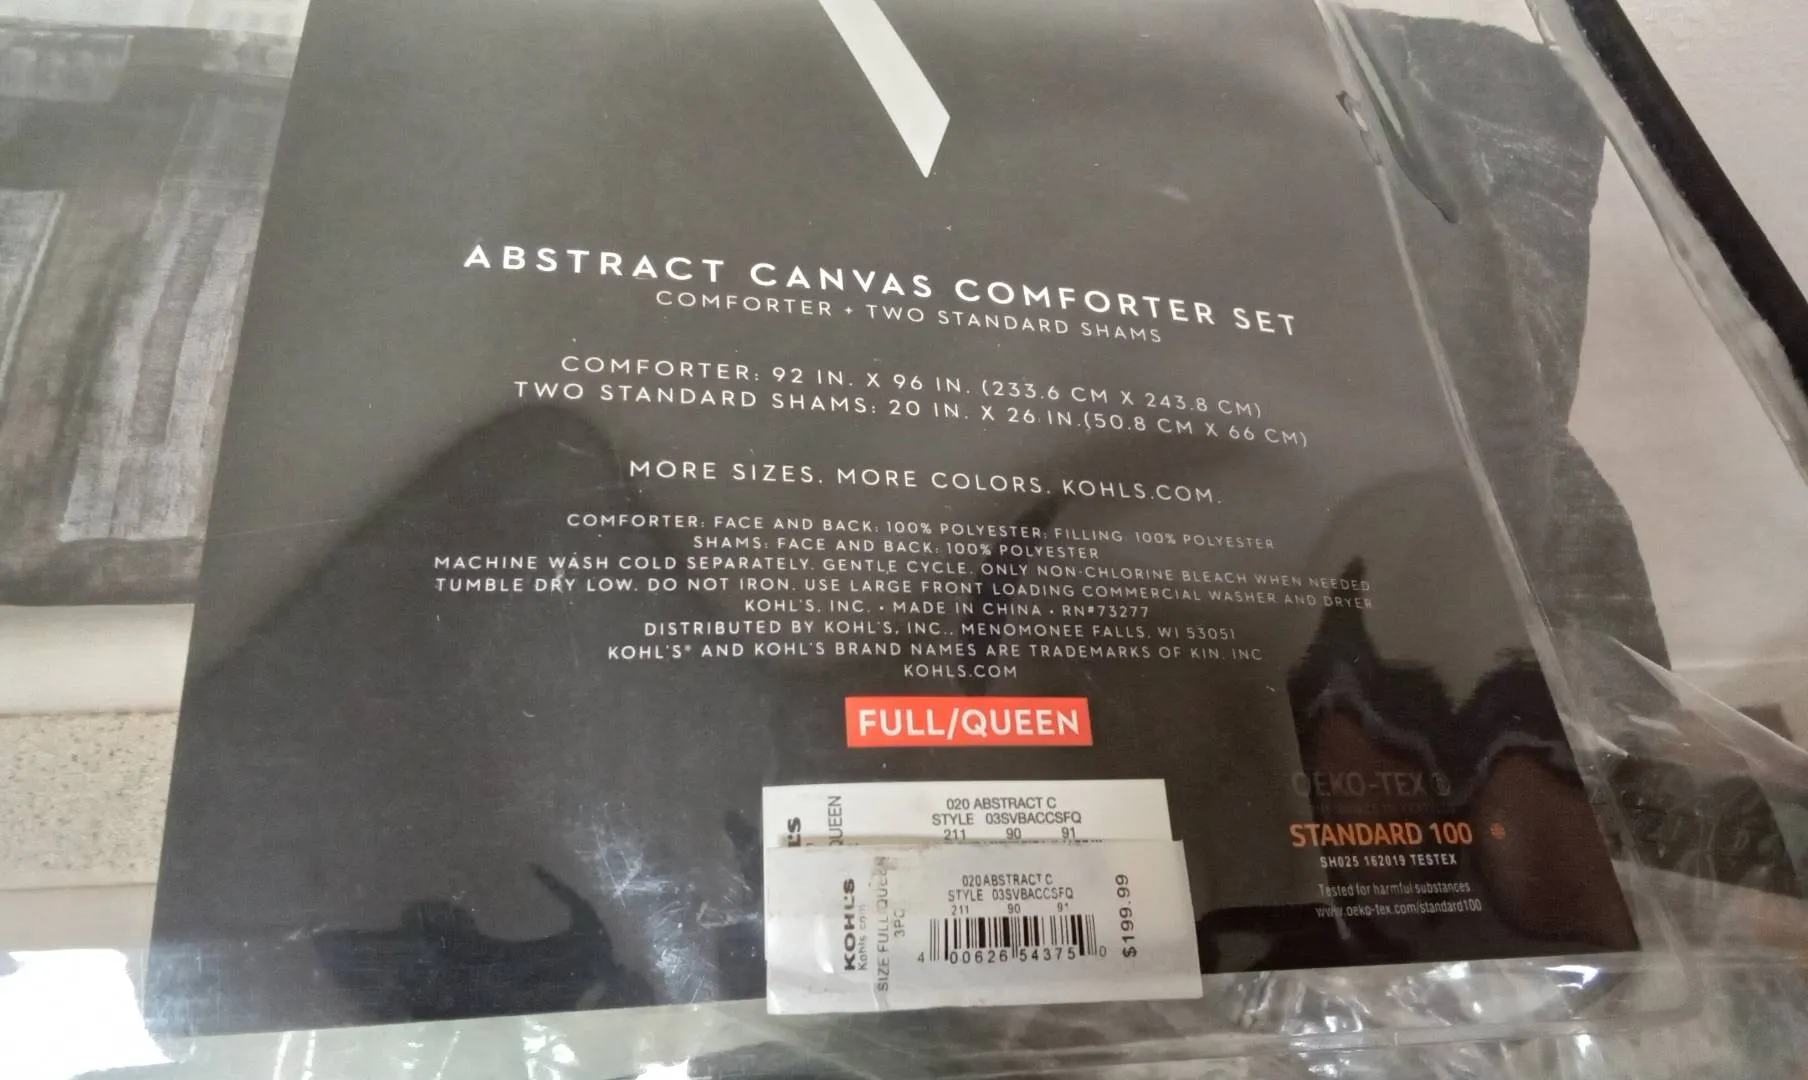 ABSTRACT CANVAS COMFORTER SET
COMFORTER + TWO STANDARD SHAMS
COMFORTER: 92 IN. X 96 IN. (233.6 CM X 243.8 CM)
TWO STANDARD SHAMS: 20 IN. X 26 IN.(50.8 CM X 66 CM)
MORE SIZES. MORE COLORS. KOHLS.COM.
COMFORTER: FACE AND BACK: 100% POLYESTER; FILLING: 100% POLYESTER
SHAMS: FACE AND BACK: 100% POLYESTER
MACHINE WASH COLD SEPARATELY. GENTLE CYCLE. ONLY NON-CHLORINE BLEACH WHEN NEEDED
TUMBLE DRY LOW. DO NOT IRON. USE LARGE FRONT LOADING COMMERCIAL WASHER AND DRYER
KOHL'S, INC. • MADE IN CHINA • RN#73277
DISTRIBUTED BY KOHL'S, INC., MENOMONEE FALLS, WI 53051
KOHL'S® AND KOHL'S BRAND NAMES ARE TRADEMARKS OF KIN, INC
KOHLS.COM
FULL/QUEEN
L'S
QUEEN
020 ABSTRACT C
STYLE 03SVBACCSFQ
211 90 91
KOHL'S
Kohls.com
SIZE FULL/QUEEN
3PC
020 ABSTRACT C
STYLE 03SVBACCSFQ
211 90 91
4 00626 54375 0
$199.99
OEKO-TEX®
STANDARD 100
SH025 162019 TESTEX
Tested for harmful substances
www.oeko-tex.com/standard100